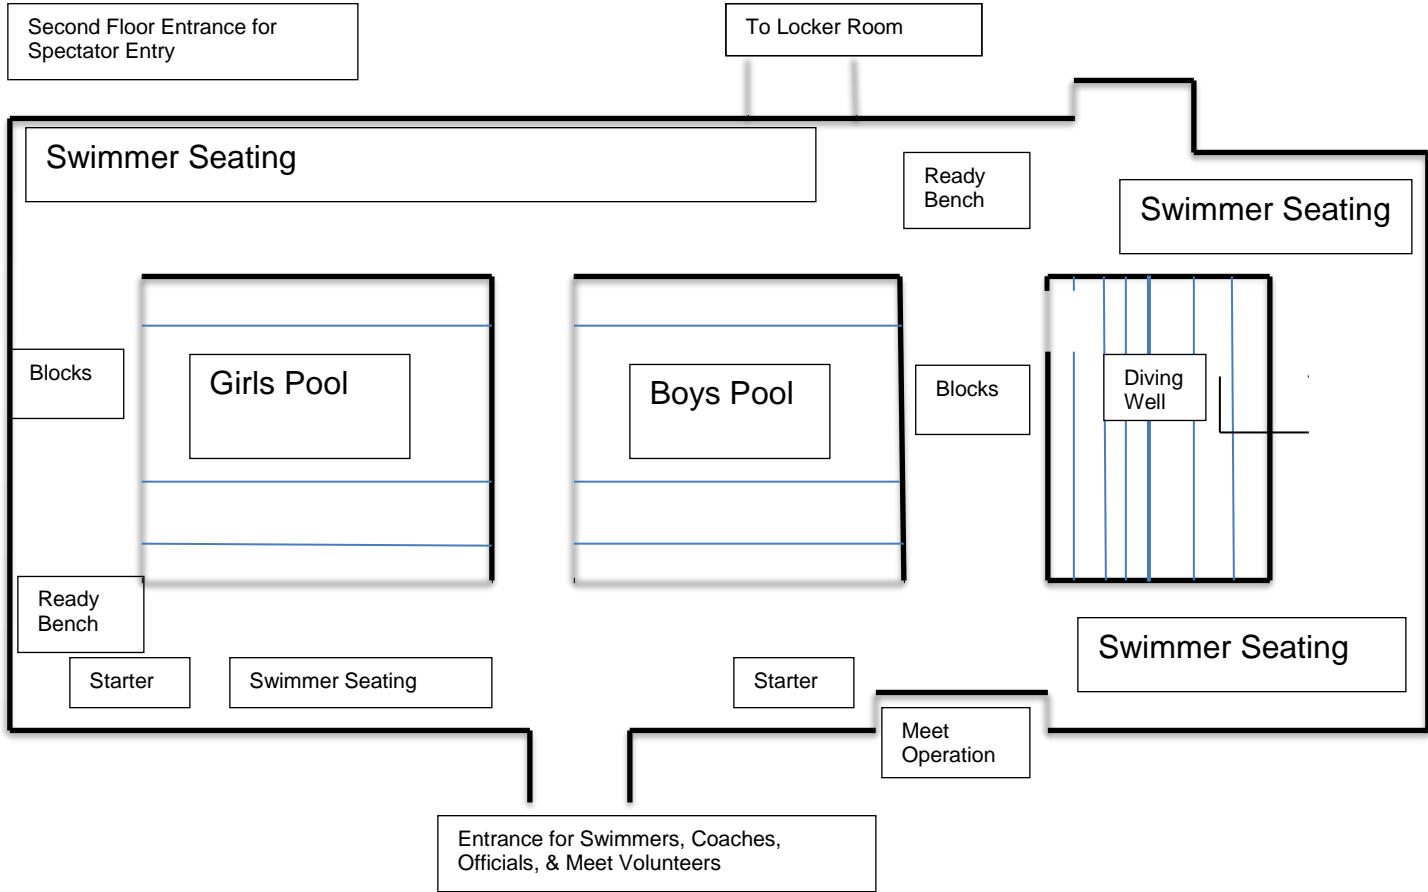 Second Floor Entrance for
Spectator Entry
To Locker Room
Swimmer Seating
Ready
Bench
Swimmer Seating
Blocks
Girls Pool
Boys Pool
Blocks
Diving
Well
Ready
Bench
Swimmer Seating
Starter
Swimmer Seating
Starter
Meet
Operation
Entrance for Swimmers, Coaches,
Officials, & Meet Volunteers